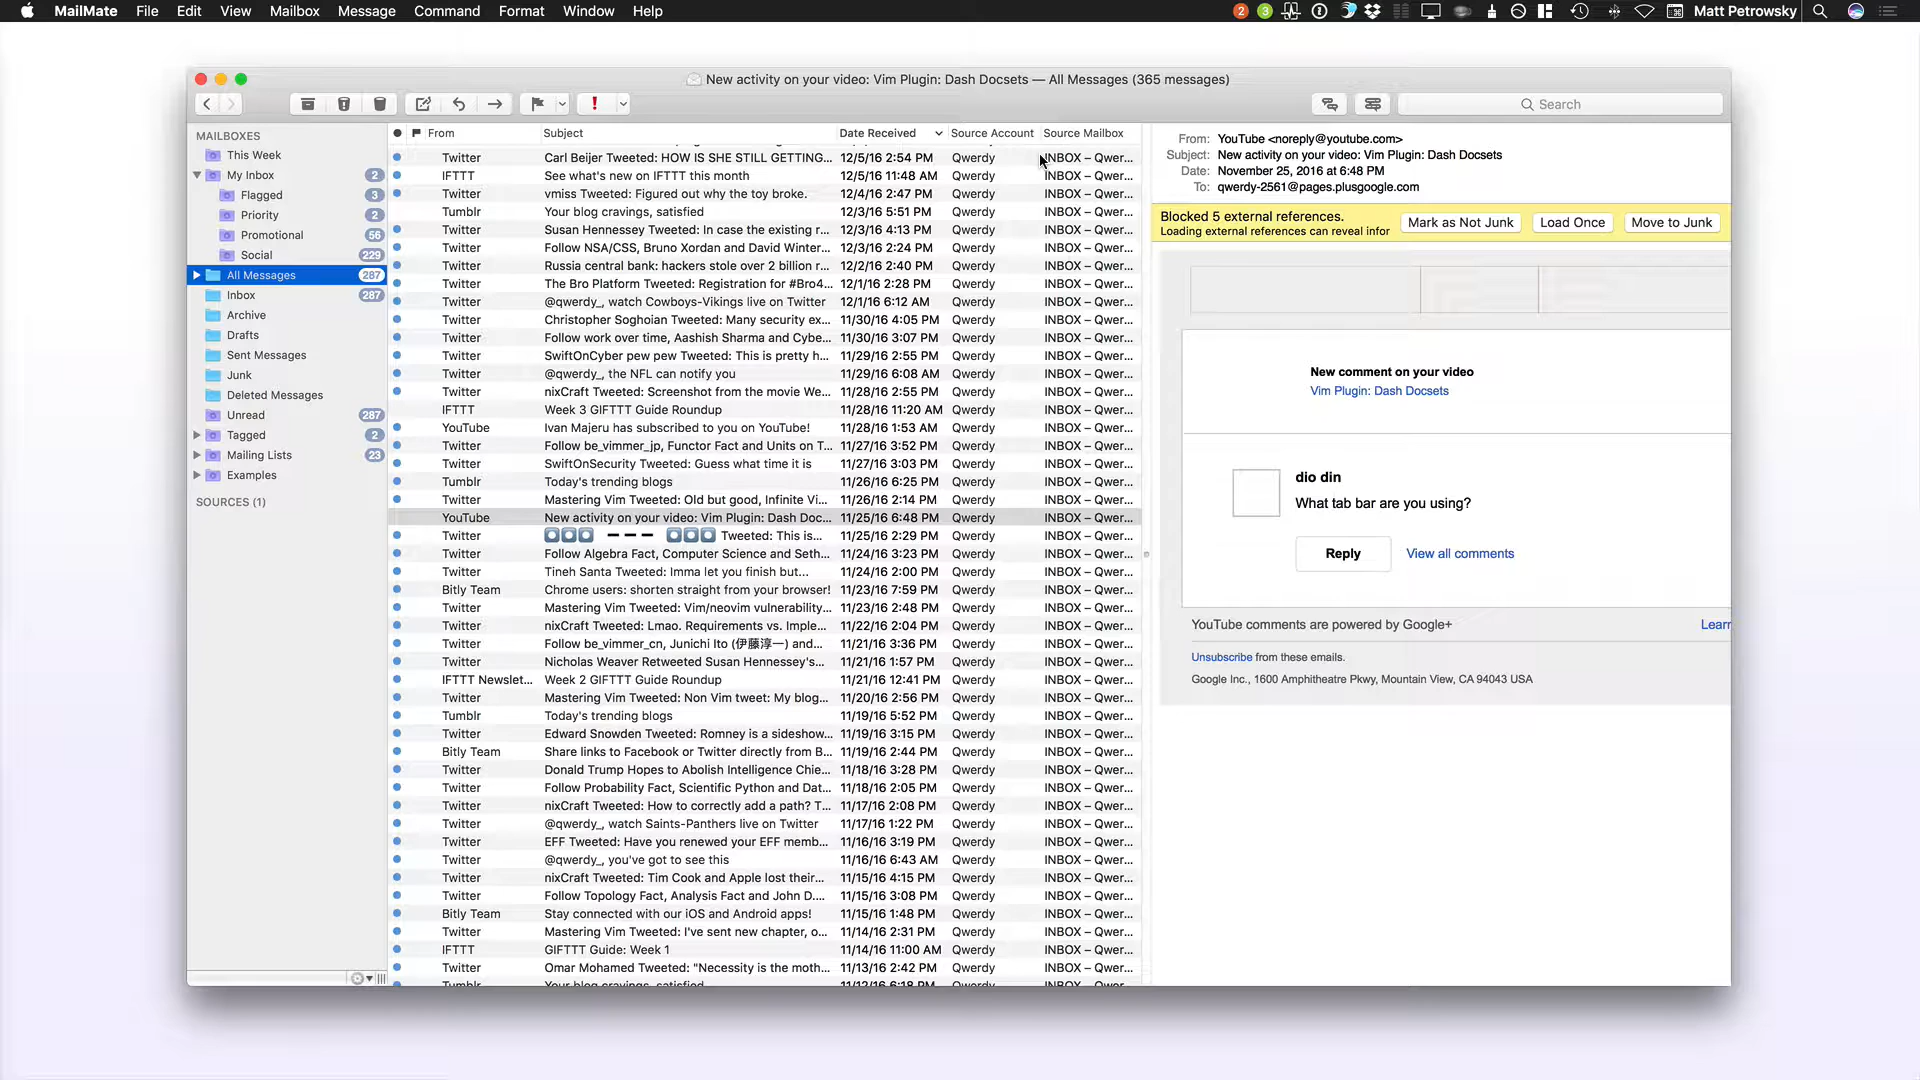 MailMate File Edit View Mailbox Message Command Format Window Help 2 3 Matt Petrowsky
New activity on your video: Vim Plugin: Dash Docsets — All Messages (365 messages)
Search
MAILBOXES
This Week
My Inbox 2
Flagged 3
Priority 2
Promotional 56
Social 229
All Messages 287
Inbox 287
Archive
Drafts
Sent Messages
Junk
Deleted Messages
Unread 287
Tagged 2
Mailing Lists 23
Examples
SOURCES (1)
From Subject Date Received Source Account Source Mailbox
Twitter Carl Beijer Tweeted: HOW IS SHE STILL GETTING... 12/5/16 2:54 PM Qwerdy INBOX – Qwer...
IFTTT See what's new on IFTTT this month 12/5/16 11:48 AM Qwerdy INBOX – Qwer...
Twitter vmiss Tweeted: Figured out why the toy broke. 12/4/16 2:47 PM Qwerdy INBOX – Qwer...
Tumblr Your blog cravings, satisfied 12/3/16 5:51 PM Qwerdy INBOX – Qwer...
Twitter Susan Hennessey Tweeted: In case the existing r... 12/3/16 4:13 PM Qwerdy INBOX – Qwer...
Twitter Follow NSA/CSS, Bruno Xordan and David Winter... 12/3/16 2:24 PM Qwerdy INBOX – Qwer...
Twitter Russia central bank: hackers stole over 2 billion r... 12/2/16 2:40 PM Qwerdy INBOX – Qwer...
Twitter The Bro Platform Tweeted: Registration for #Bro4... 12/1/16 2:28 PM Qwerdy INBOX – Qwer...
Twitter @qwerdy_, watch Cowboys-Vikings live on Twitter 12/1/16 6:12 AM Qwerdy INBOX – Qwer...
Twitter Christopher Soghoian Tweeted: Many security ex... 11/30/16 4:05 PM Qwerdy INBOX – Qwer...
Twitter Follow work over time, Aashish Sharma and Cybe... 11/30/16 3:07 PM Qwerdy INBOX – Qwer...
Twitter SwiftOnCyber pew pew Tweeted: This is pretty h... 11/29/16 2:55 PM Qwerdy INBOX – Qwer...
Twitter @qwerdy_, the NFL can notify you 11/29/16 6:08 AM Qwerdy INBOX – Qwer...
Twitter nixCraft Tweeted: Screenshot from the movie We... 11/28/16 2:55 PM Qwerdy INBOX – Qwer...
IFTTT Week 3 GIFTTT Guide Roundup 11/28/16 11:20 AM Qwerdy INBOX – Qwer...
YouTube Ivan Majeru has subscribed to you on YouTube! 11/28/16 1:53 AM Qwerdy INBOX – Qwer...
Twitter Follow be_vimmer_jp, Functor Fact and Units on T... 11/27/16 3:52 PM Qwerdy INBOX – Qwer...
Twitter SwiftOnSecurity Tweeted: Guess what time it is 11/27/16 3:03 PM Qwerdy INBOX – Qwer...
Tumblr Today's trending blogs 11/26/16 6:25 PM Qwerdy INBOX – Qwer...
Twitter Mastering Vim Tweeted: Old but good, Infinite Vi... 11/26/16 2:14 PM Qwerdy INBOX – Qwer...
YouTube New activity on your video: Vim Plugin: Dash Doc... 11/25/16 6:48 PM Qwerdy INBOX – Qwer...
Twitter Tweeted: This is... 11/25/16 2:29 PM Qwerdy INBOX – Qwer...
Twitter Follow Algebra Fact, Computer Science and Seth... 11/24/16 3:23 PM Qwerdy INBOX – Qwer...
Twitter Tineh Santa Tweeted: Imma let you finish but... 11/24/16 2:00 PM Qwerdy INBOX – Qwer...
Bitly Team Chrome users: shorten straight from your browser! 11/23/16 7:59 PM Qwerdy INBOX – Qwer...
Twitter Mastering Vim Tweeted: Vim/neovim vulnerability... 11/23/16 2:48 PM Qwerdy INBOX – Qwer...
Twitter nixCraft Tweeted: Lmao. Requirements vs. Imple... 11/22/16 2:04 PM Qwerdy INBOX – Qwer...
Twitter Follow be_vimmer_cn, Junichi Ito (伊藤淳一) and... 11/21/16 3:36 PM Qwerdy INBOX – Qwer...
Twitter Nicholas Weaver Retweeted Susan Hennessey's... 11/21/16 1:57 PM Qwerdy INBOX – Qwer...
IFTTT Newslet... Week 2 GIFTTT Guide Roundup 11/21/16 12:41 PM Qwerdy INBOX – Qwer...
Twitter Mastering Vim Tweeted: Non Vim tweet: My blog... 11/20/16 2:56 PM Qwerdy INBOX – Qwer...
Tumblr Today's trending blogs 11/19/16 5:52 PM Qwerdy INBOX – Qwer...
Twitter Edward Snowden Tweeted: Romney is a sideshow... 11/19/16 3:15 PM Qwerdy INBOX – Qwer...
Bitly Team Share links to Facebook or Twitter directly from B... 11/19/16 2:44 PM Qwerdy INBOX – Qwer...
Twitter Donald Trump Hopes to Abolish Intelligence Chie... 11/18/16 3:28 PM Qwerdy INBOX – Qwer...
Twitter Follow Probability Fact, Scientific Python and Dat... 11/18/16 2:05 PM Qwerdy INBOX – Qwer...
Twitter nixCraft Tweeted: How to correctly add a path? T... 11/17/16 2:08 PM Qwerdy INBOX – Qwer...
Twitter @qwerdy_, watch Saints-Panthers live on Twitter 11/17/16 1:22 PM Qwerdy INBOX – Qwer...
Twitter EFF Tweeted: Have you renewed your EFF memb... 11/16/16 3:19 PM Qwerdy INBOX – Qwer...
Twitter @qwerdy_, you've got to see this 11/16/16 6:43 AM Qwerdy INBOX – Qwer...
Twitter nixCraft Tweeted: Tim Cook and Apple lost their... 11/15/16 4:15 PM Qwerdy INBOX – Qwer...
Twitter Follow Topology Fact, Analysis Fact and John D.... 11/15/16 3:08 PM Qwerdy INBOX – Qwer...
Bitly Team Stay connected with our iOS and Android apps! 11/15/16 1:48 PM Qwerdy INBOX – Qwer...
Twitter Mastering Vim Tweeted: I've sent new chapter, o... 11/14/16 2:31 PM Qwerdy INBOX – Qwer...
IFTTT GIFTTT Guide: Week 1 11/14/16 11:00 AM Qwerdy INBOX – Qwer...
Twitter Omar Mohamed Tweeted: "Necessity is the moth... 11/13/16 2:42 PM Qwerdy INBOX – Qwer...
Tumblr Your blog cravings, satisfied 11/12/16 6:18 PM Qwerdy INBOX – Qwer...
From: YouTube <noreply@youtube.com>
Subject: New activity on your video: Vim Plugin: Dash Docsets
Date: November 25, 2016 at 6:48 PM
To: qwerdy-2561@pages.plusgoogle.com
Blocked 5 external references.
Loading external references can reveal infor
Mark as Not Junk Load Once Move to Junk
New comment on your video
Vim Plugin: Dash Docsets
dio din
What tab bar are you using?
Reply View all comments
YouTube comments are powered by Google+ Learn
Unsubscribe from these emails.
Google Inc., 1600 Amphitheatre Pkwy, Mountain View, CA 94043 USA